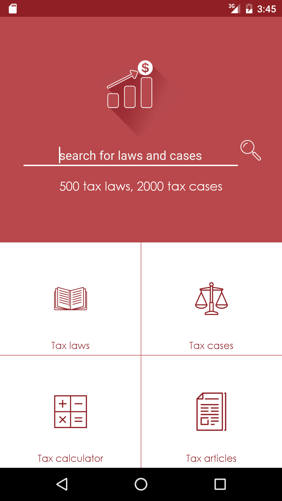 3G
3:45
$
search for laws and cases
500 tax laws, 2000 tax cases
Tax laws
Tax cases
Tax calculator
Tax articles